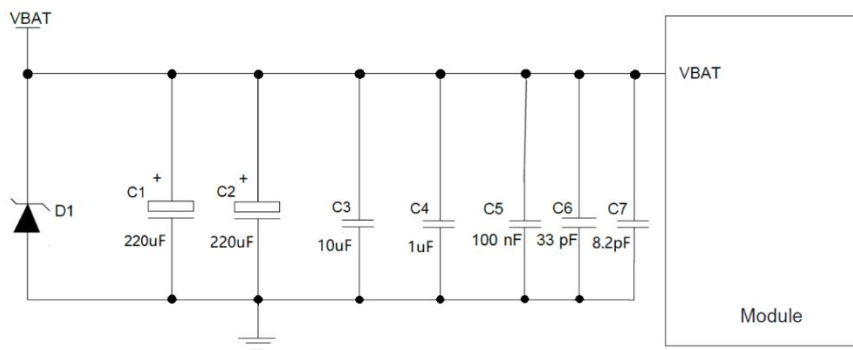 VBAT
VBAT
+
+
C1
C2
C3
C4
C5
C6
C7
D1
220uF
220uF
10uF
1uF
100 nF
33 pF
8.2pF
Module